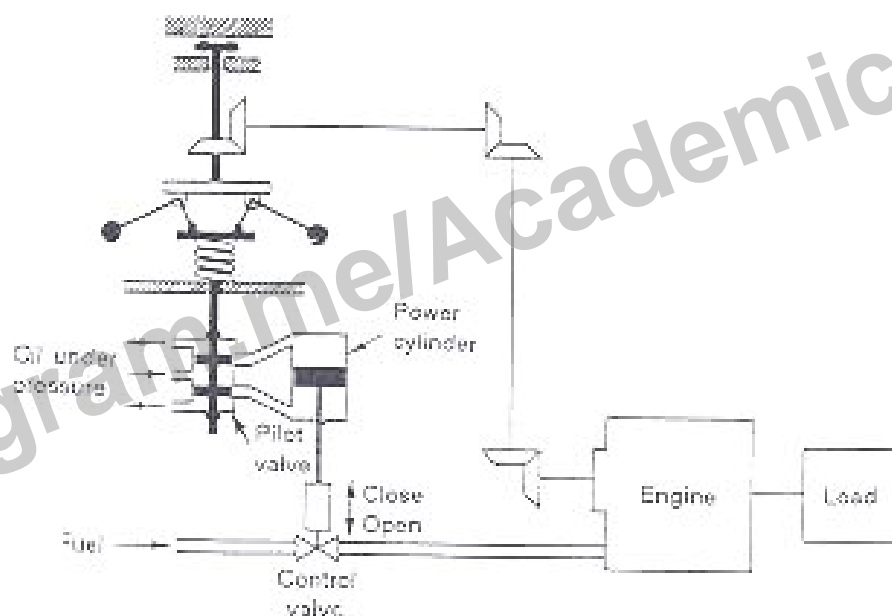 Power
cylinder
Oil under
pressure
Pilot
valve
Close
Open
Engine
Load
Fuel
Control
valve
gram.me/Academic